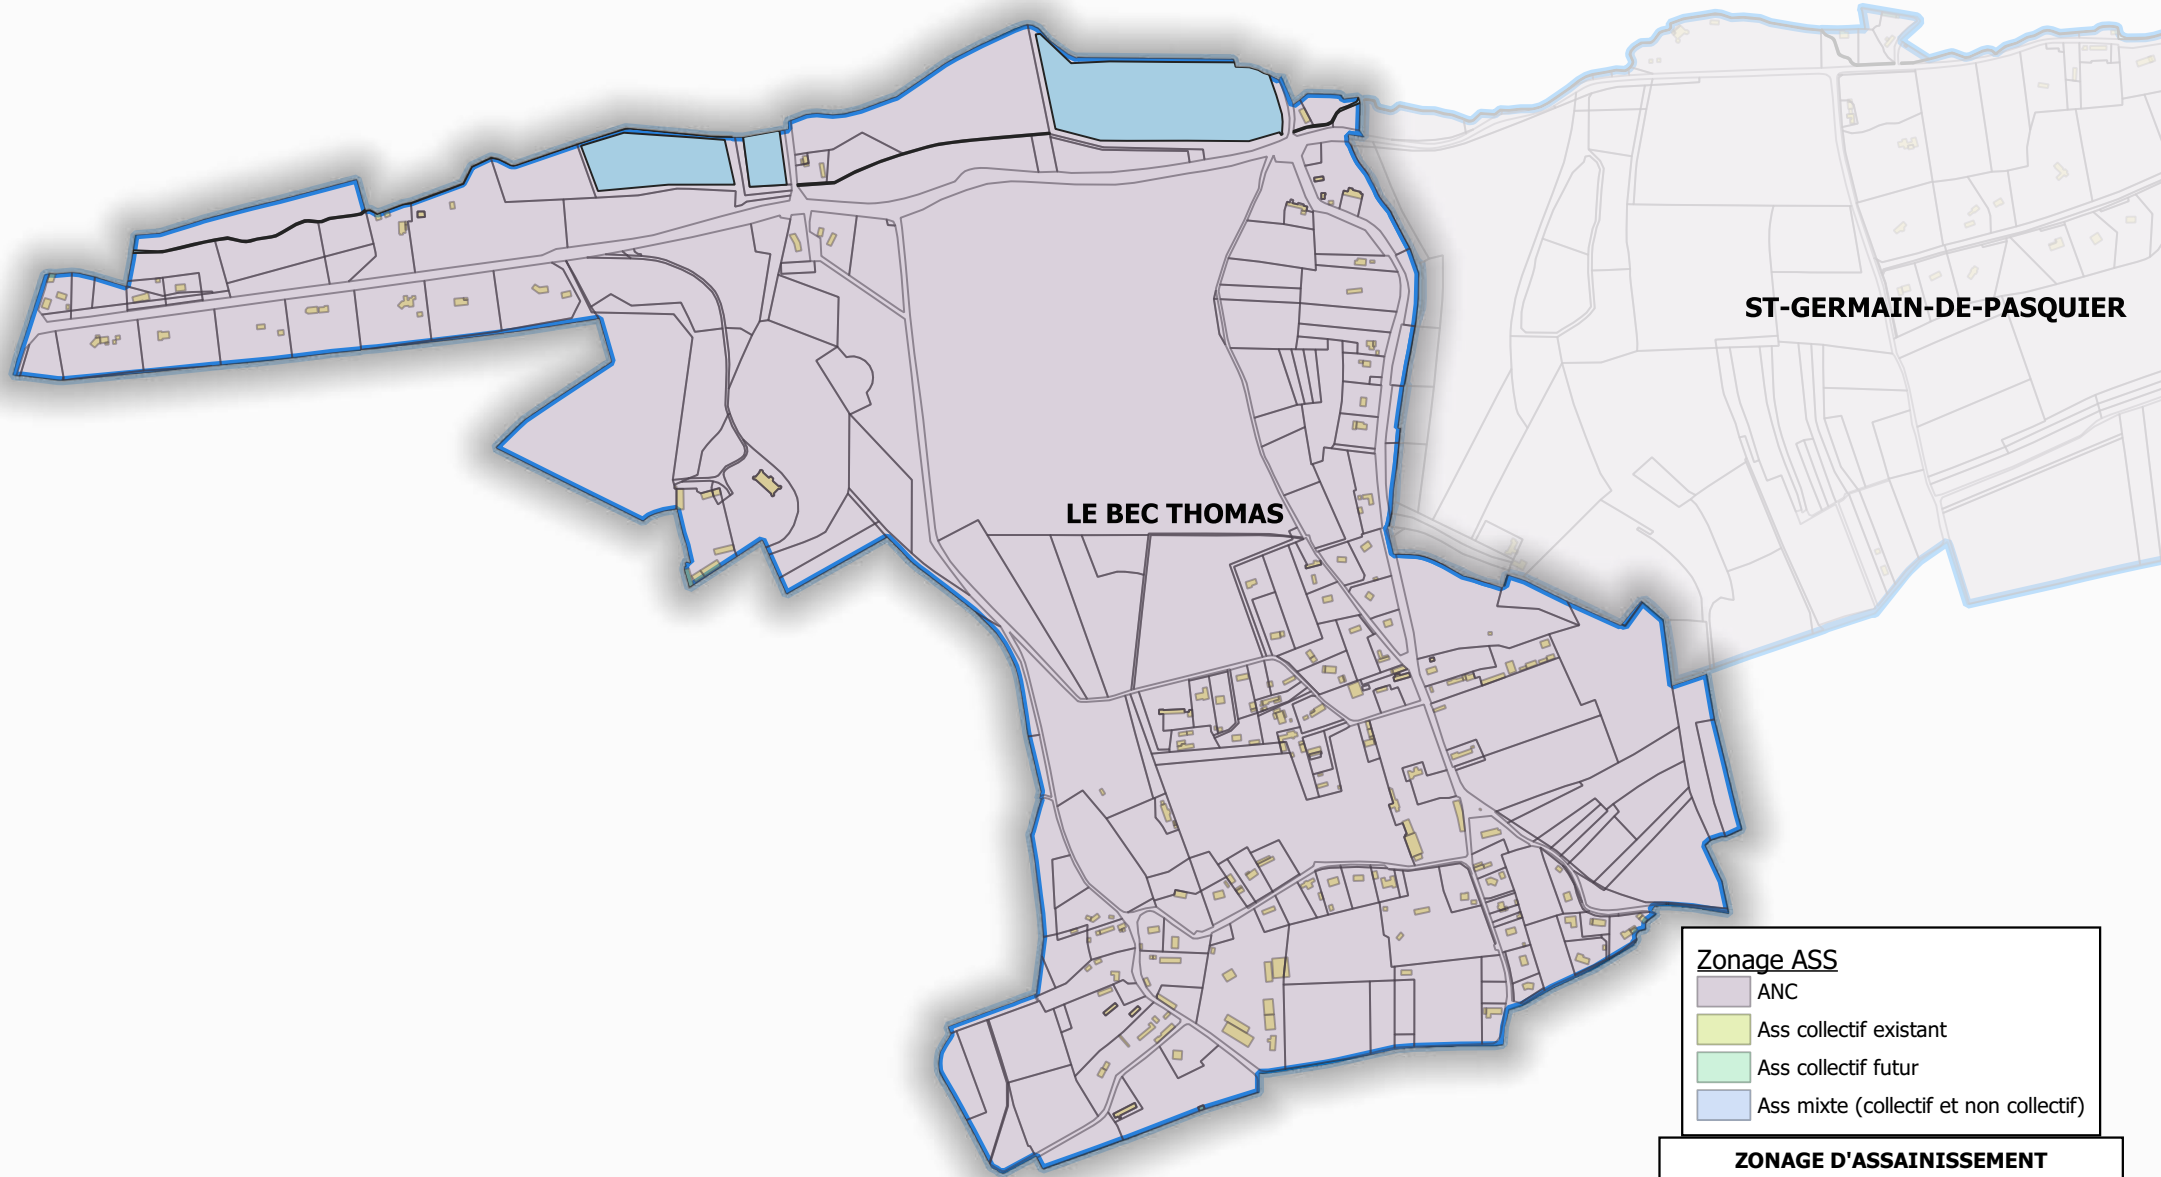 ST-GERMAIN-DE-PASQUIER
LE BEC THOMAS
Zonage ASS
ANC
Ass collectif existant
Ass collectif futur
Ass mixte (collectif et non collectif)
ZONAGE D'ASSAINISSEMENT